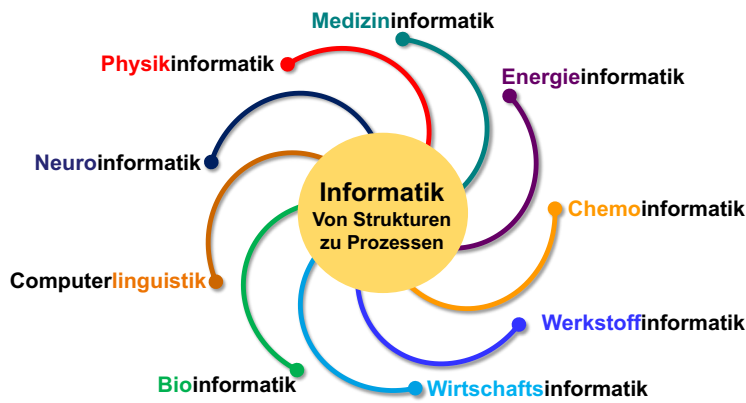 Medizininformatik
Physikinformatik
Energieinformatik
Neuroinformatik
Informatik
Von Strukturen
zu Prozessen
Chemoinformatik
Computerlinguistik
Werkstoffinformatik
Bioinformatik
Wirtschaftsinformatik